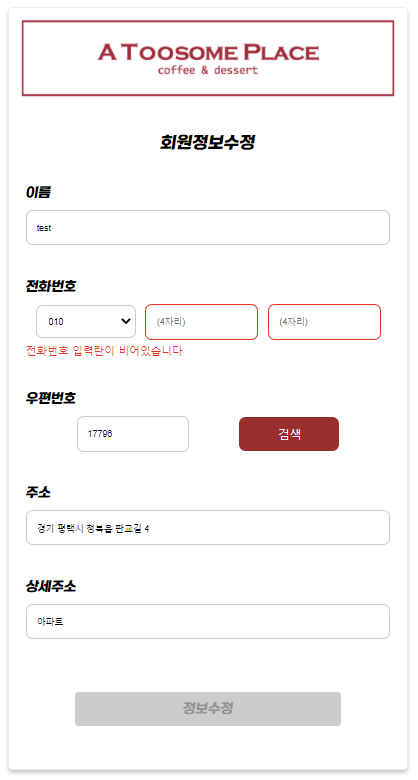 A TOOSOME PLACE
coffee & dessert
회원정보수정
이름
test
전화번호
010 (4자리) (4자리)
전화번호 입력란이 비어있습니다
우편번호
17796 검색
주소
경기 평택시 청북읍 판교길 4
상세주소
아파트
정보수정